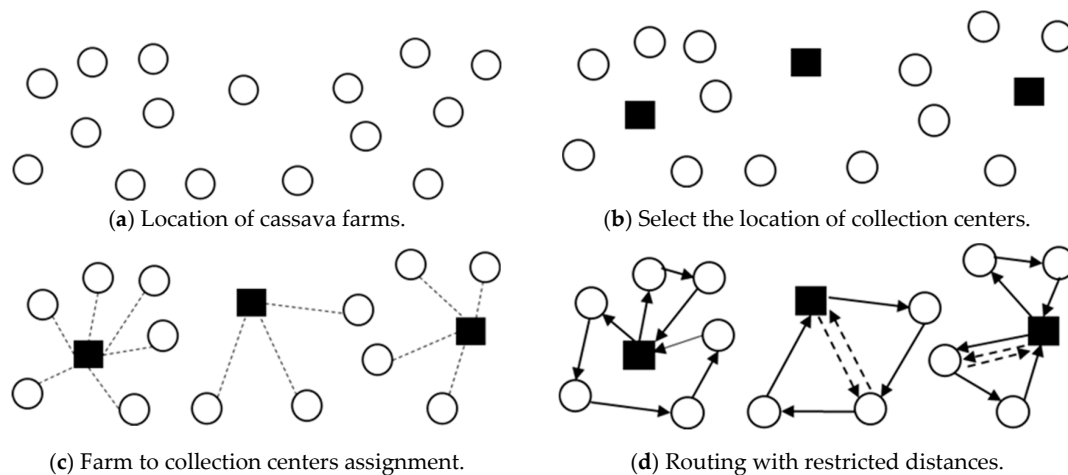 (a) Location of cassava farms.
(b) Select the location of collection centers.
(c) Farm to collection centers assignment.
(d) Routing with restricted distances.